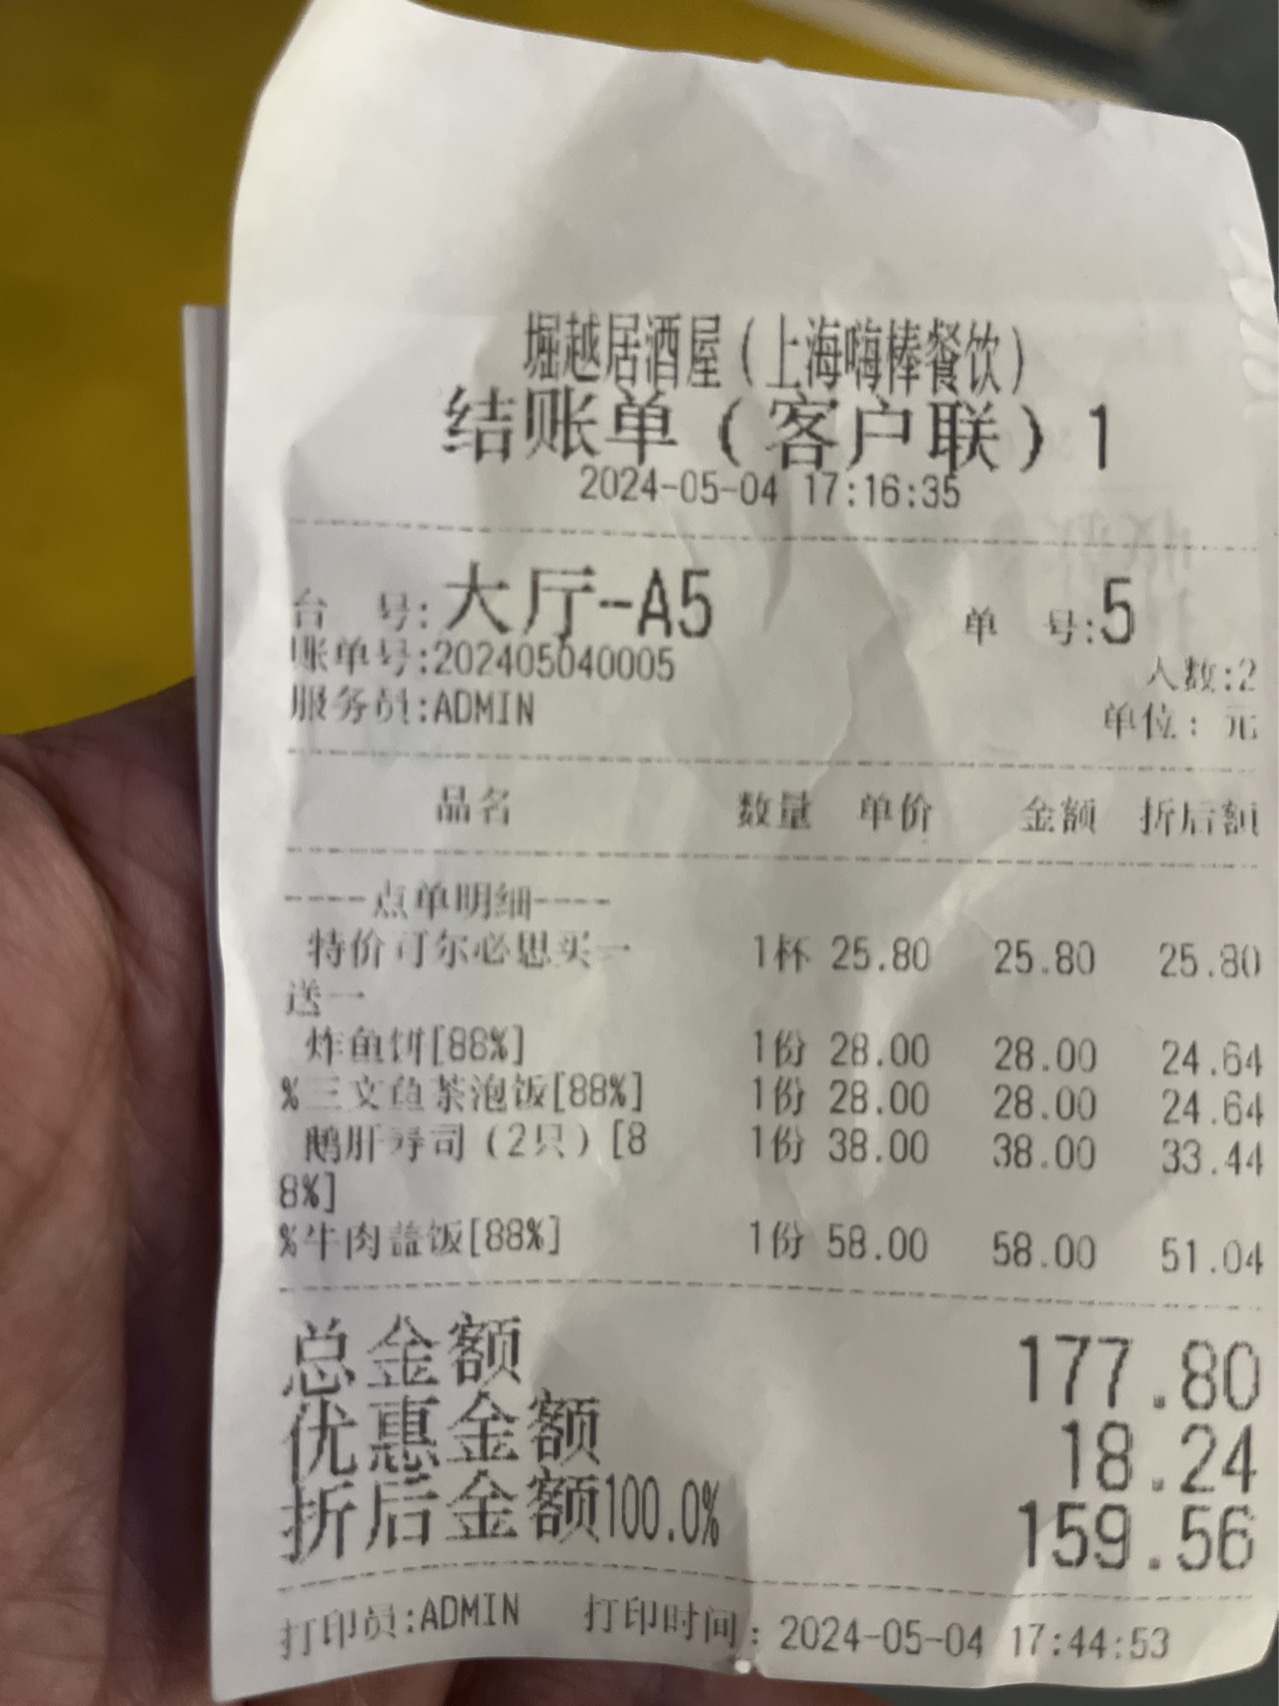 堀越居酒屋(上海嗨棒餐饮)
结账单(客户联)1
2024-05-04 17:16:35
台 号:大厅-A5 单 号:5
账单号:202405040005 人数:2
服务员:ADMIN 单位: 元
品名 数量 单价 金额 折后额
----点单明细----
特价可尔必思买一 1杯 25.80 25.80 25.80
送一
炸鱼饼[88%] 1份 28.00 28.00 24.64
%三文鱼茶泡饭[88%] 1份 28.00 28.00 24.64
鹅肝寿司(2只)[8 1份 38.00 38.00 33.44
8%]
%牛肉盖饭[88%] 1份 58.00 58.00 51.04
总金额 177.80
优惠金额 18.24
折后金额100.0% 159.56
打印员:ADMIN 打印时间: 2024-05-04 17:44:53